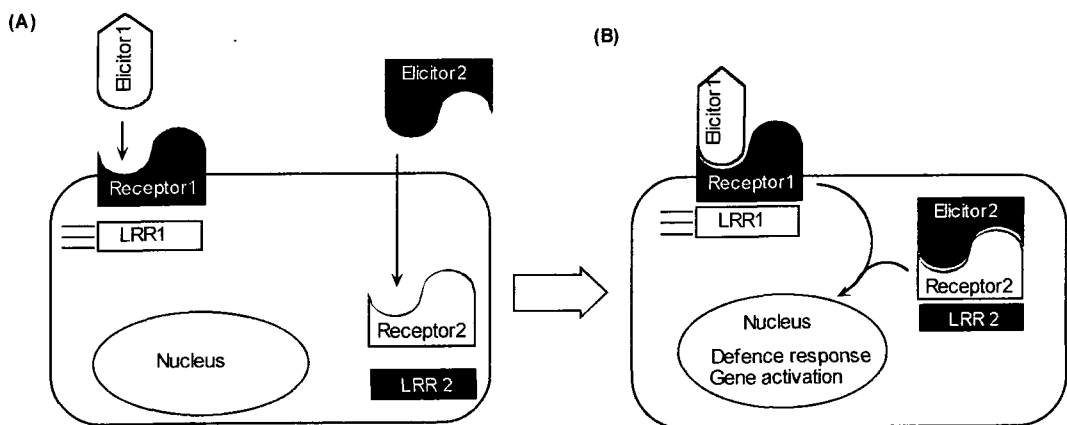 (A)
Elicitor1
Elicitor2
Receptor1
LRR1
Receptor2
Nucleus
LRR 2
(B)
Elicitor1
Receptor1
LRR1
Elicitor2
Receptor2
LRR 2
Nucleus
Defence response
Gene activation